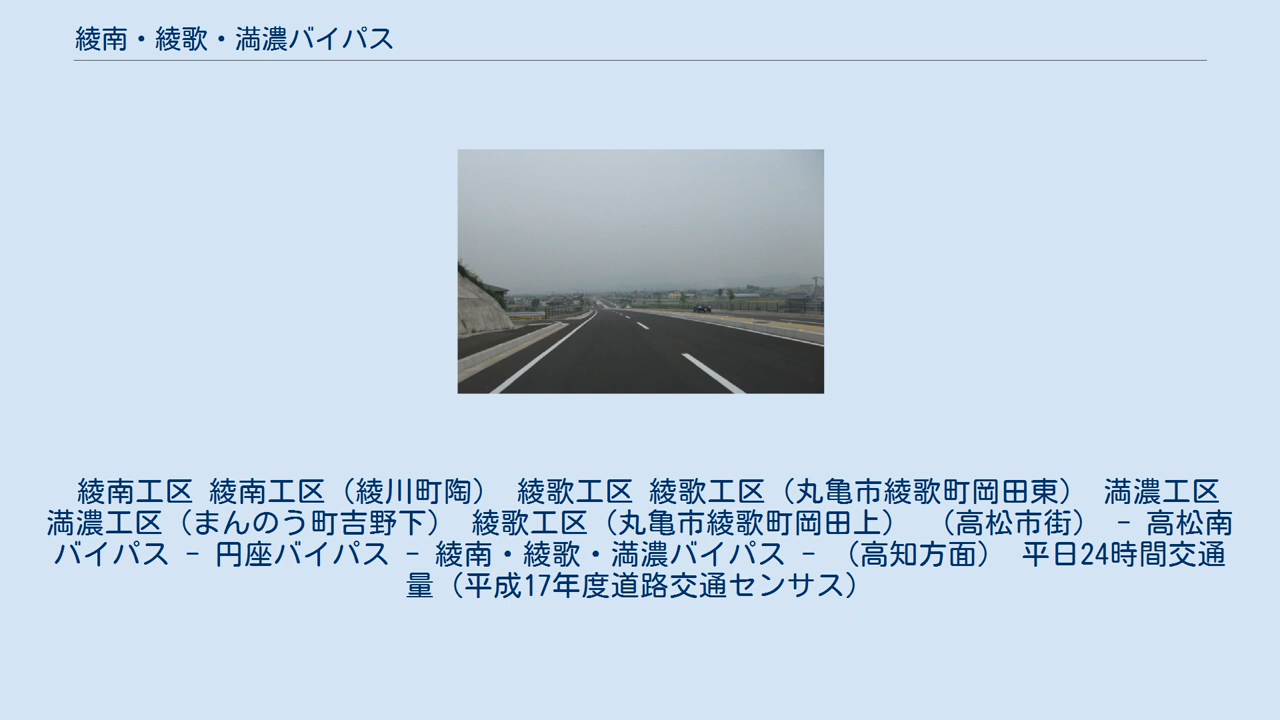 綾南・綾歌・満濃バイパス
綾南工区 綾南工区（綾川町陶） 綾歌工区 綾歌工区（丸亀市綾歌町岡田東） 満濃工区
満濃工区（まんのう町吉野下） 綾歌工区（丸亀市綾歌町岡田上） （高松市街） - 高松南
バイパス - 円座バイパス - 綾南・綾歌・満濃バイパス - （高知方面） 平日24時間交通
量（平成17年度道路交通センサス）